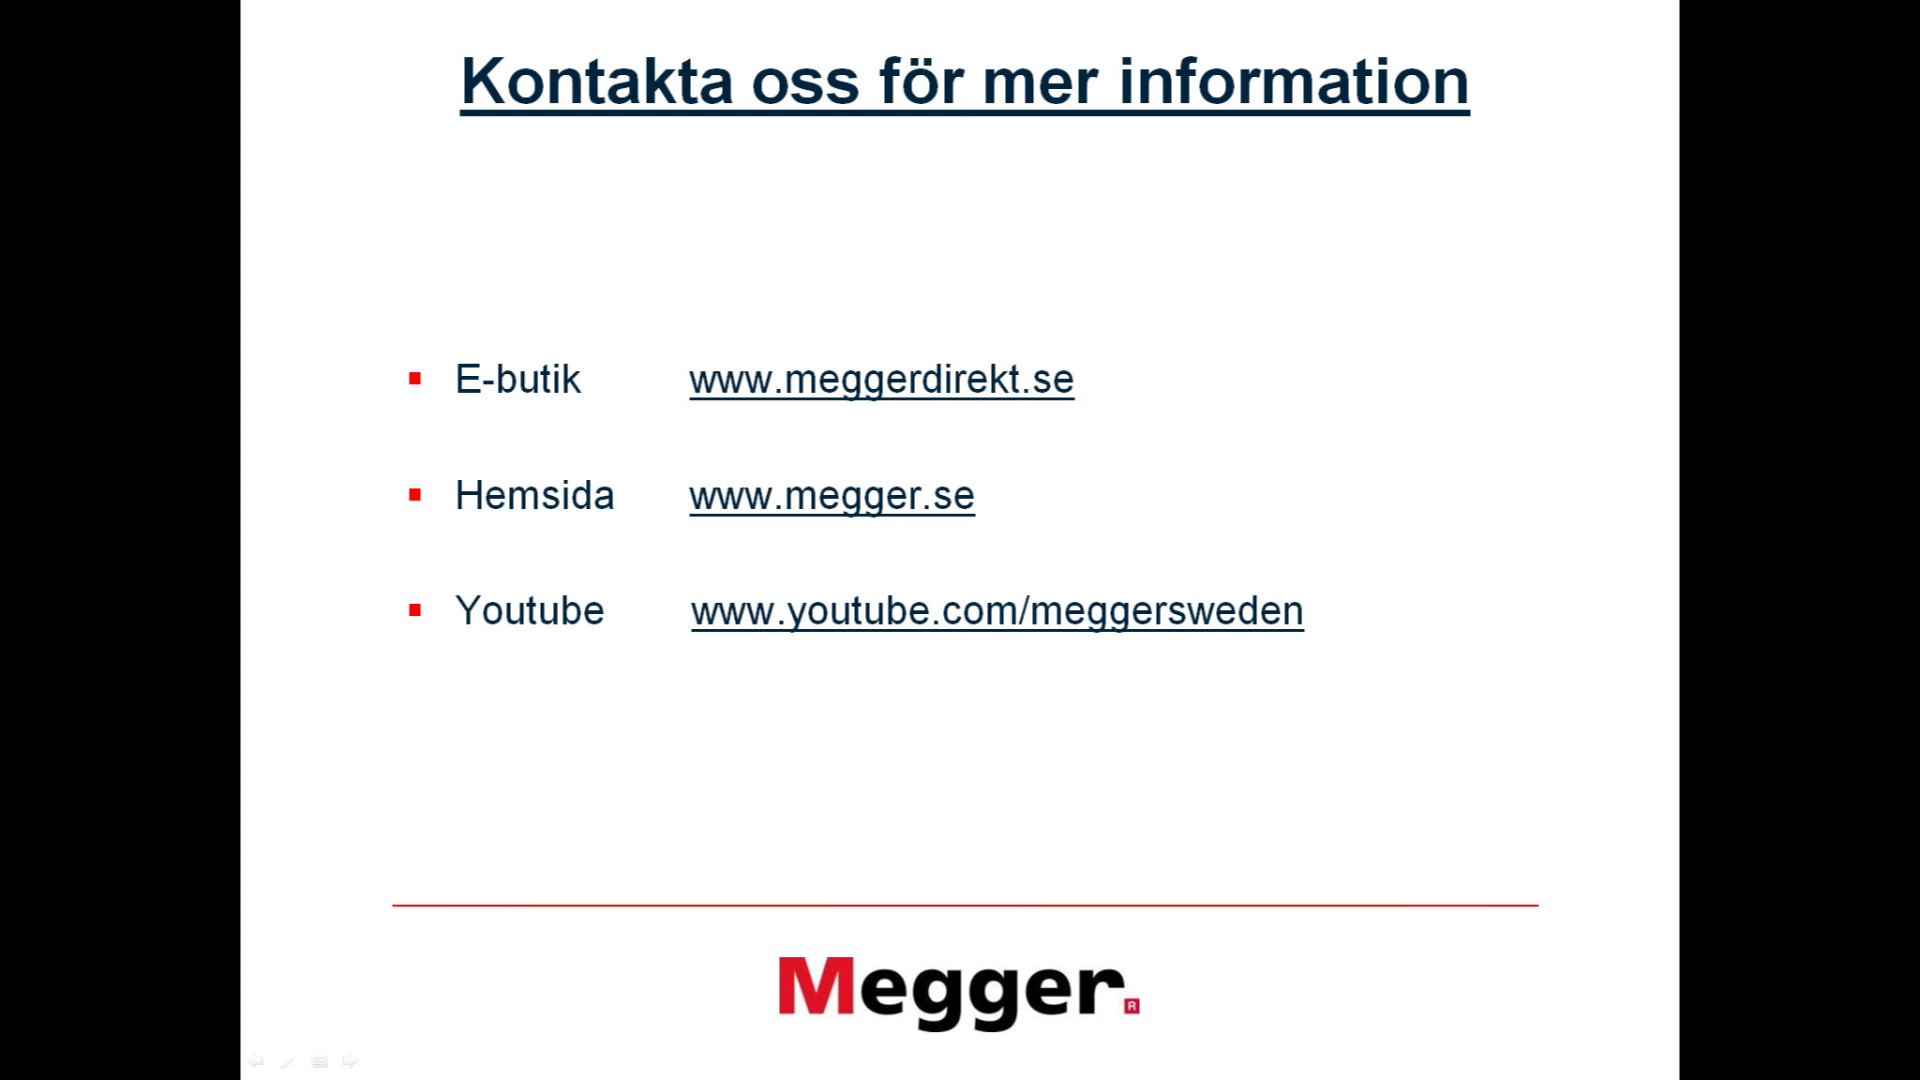 Kontakta oss för mer information
E-butik www.meggerdirekt.se
Hemsida www.megger.se
Youtube www.youtube.com/meggersweden
Megger. R